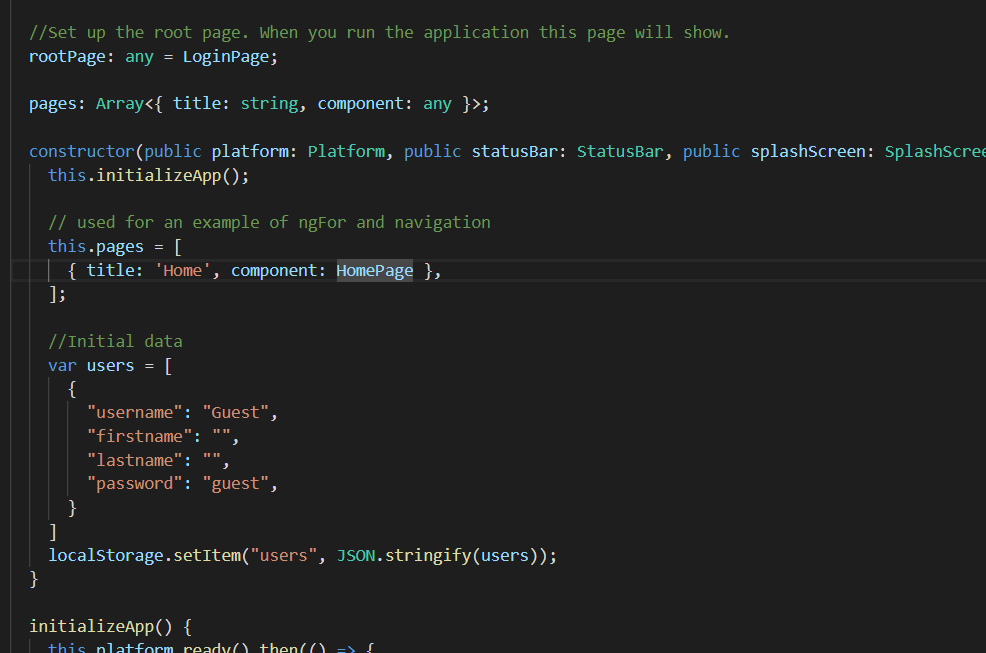 //Set up the root page. When you run the application this page will show.
rootPage: any = LoginPage;
pages: Array<{ title: string, component: any }>;
constructor(public platform: Platform, public statusBar: StatusBar, public splashScreen: SplashScree
this.initializeApp();
// used for an example of ngFor and navigation
this.pages = [
{ title: 'Home', component: HomePage },
];
//Initial data
var users = [
{
"username": "Guest",
"firstname": "",
"lastname": "",
"password": "guest",
}
]
localStorage.setItem("users", JSON.stringify(users));
}
initializeApp() {
this.platform.ready().then(() => {